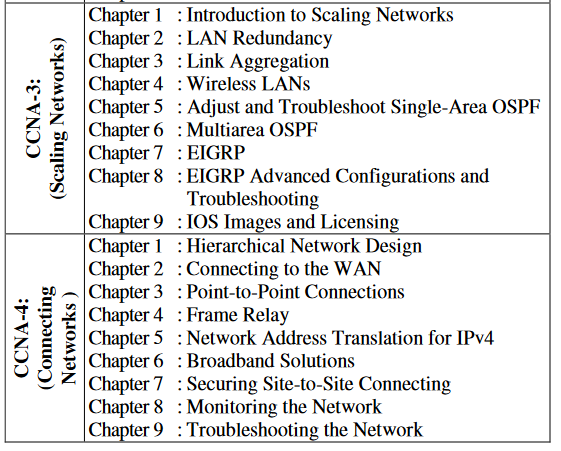 CCNA-3:
(Scaling Networks)
Chapter 1 : Introduction to Scaling Networks
Chapter 2 : LAN Redundancy
Chapter 3 : Link Aggregation
Chapter 4 : Wireless LANs
Chapter 5 : Adjust and Troubleshoot Single-Area OSPF
Chapter 6 : Multiarea OSPF
Chapter 7 : EIGRP
Chapter 8 : EIGRP Advanced Configurations and
Troubleshooting
Chapter 9 : IOS Images and Licensing
CCNA-4:
(Connecting
Networks )
Chapter 1 : Hierarchical Network Design
Chapter 2 : Connecting to the WAN
Chapter 3 : Point-to-Point Connections
Chapter 4 : Frame Relay
Chapter 5 : Network Address Translation for IPv4
Chapter 6 : Broadband Solutions
Chapter 7 : Securing Site-to-Site Connecting
Chapter 8 : Monitoring the Network
Chapter 9 : Troubleshooting the Network